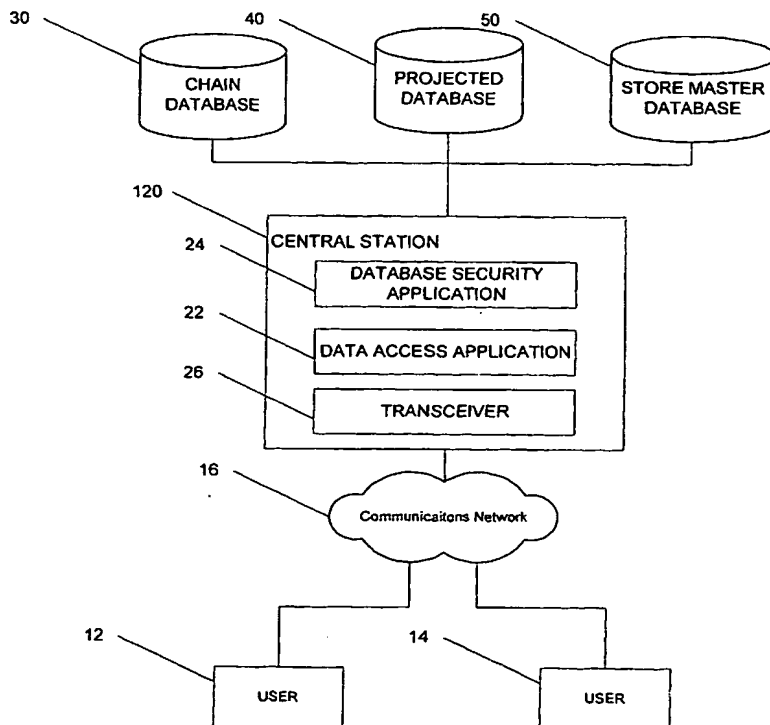 30
40
50
CHAIN
DATABASE
PROJECTED
DATABASE
STORE MASTER
DATABASE
120
CENTRAL STATION
24
DATABASE SECURITY
APPLICATION
22
DATA ACCESS APPLICATION
26
TRANSCEIVER
16
Communicaitons Network
12
USER
14
USER